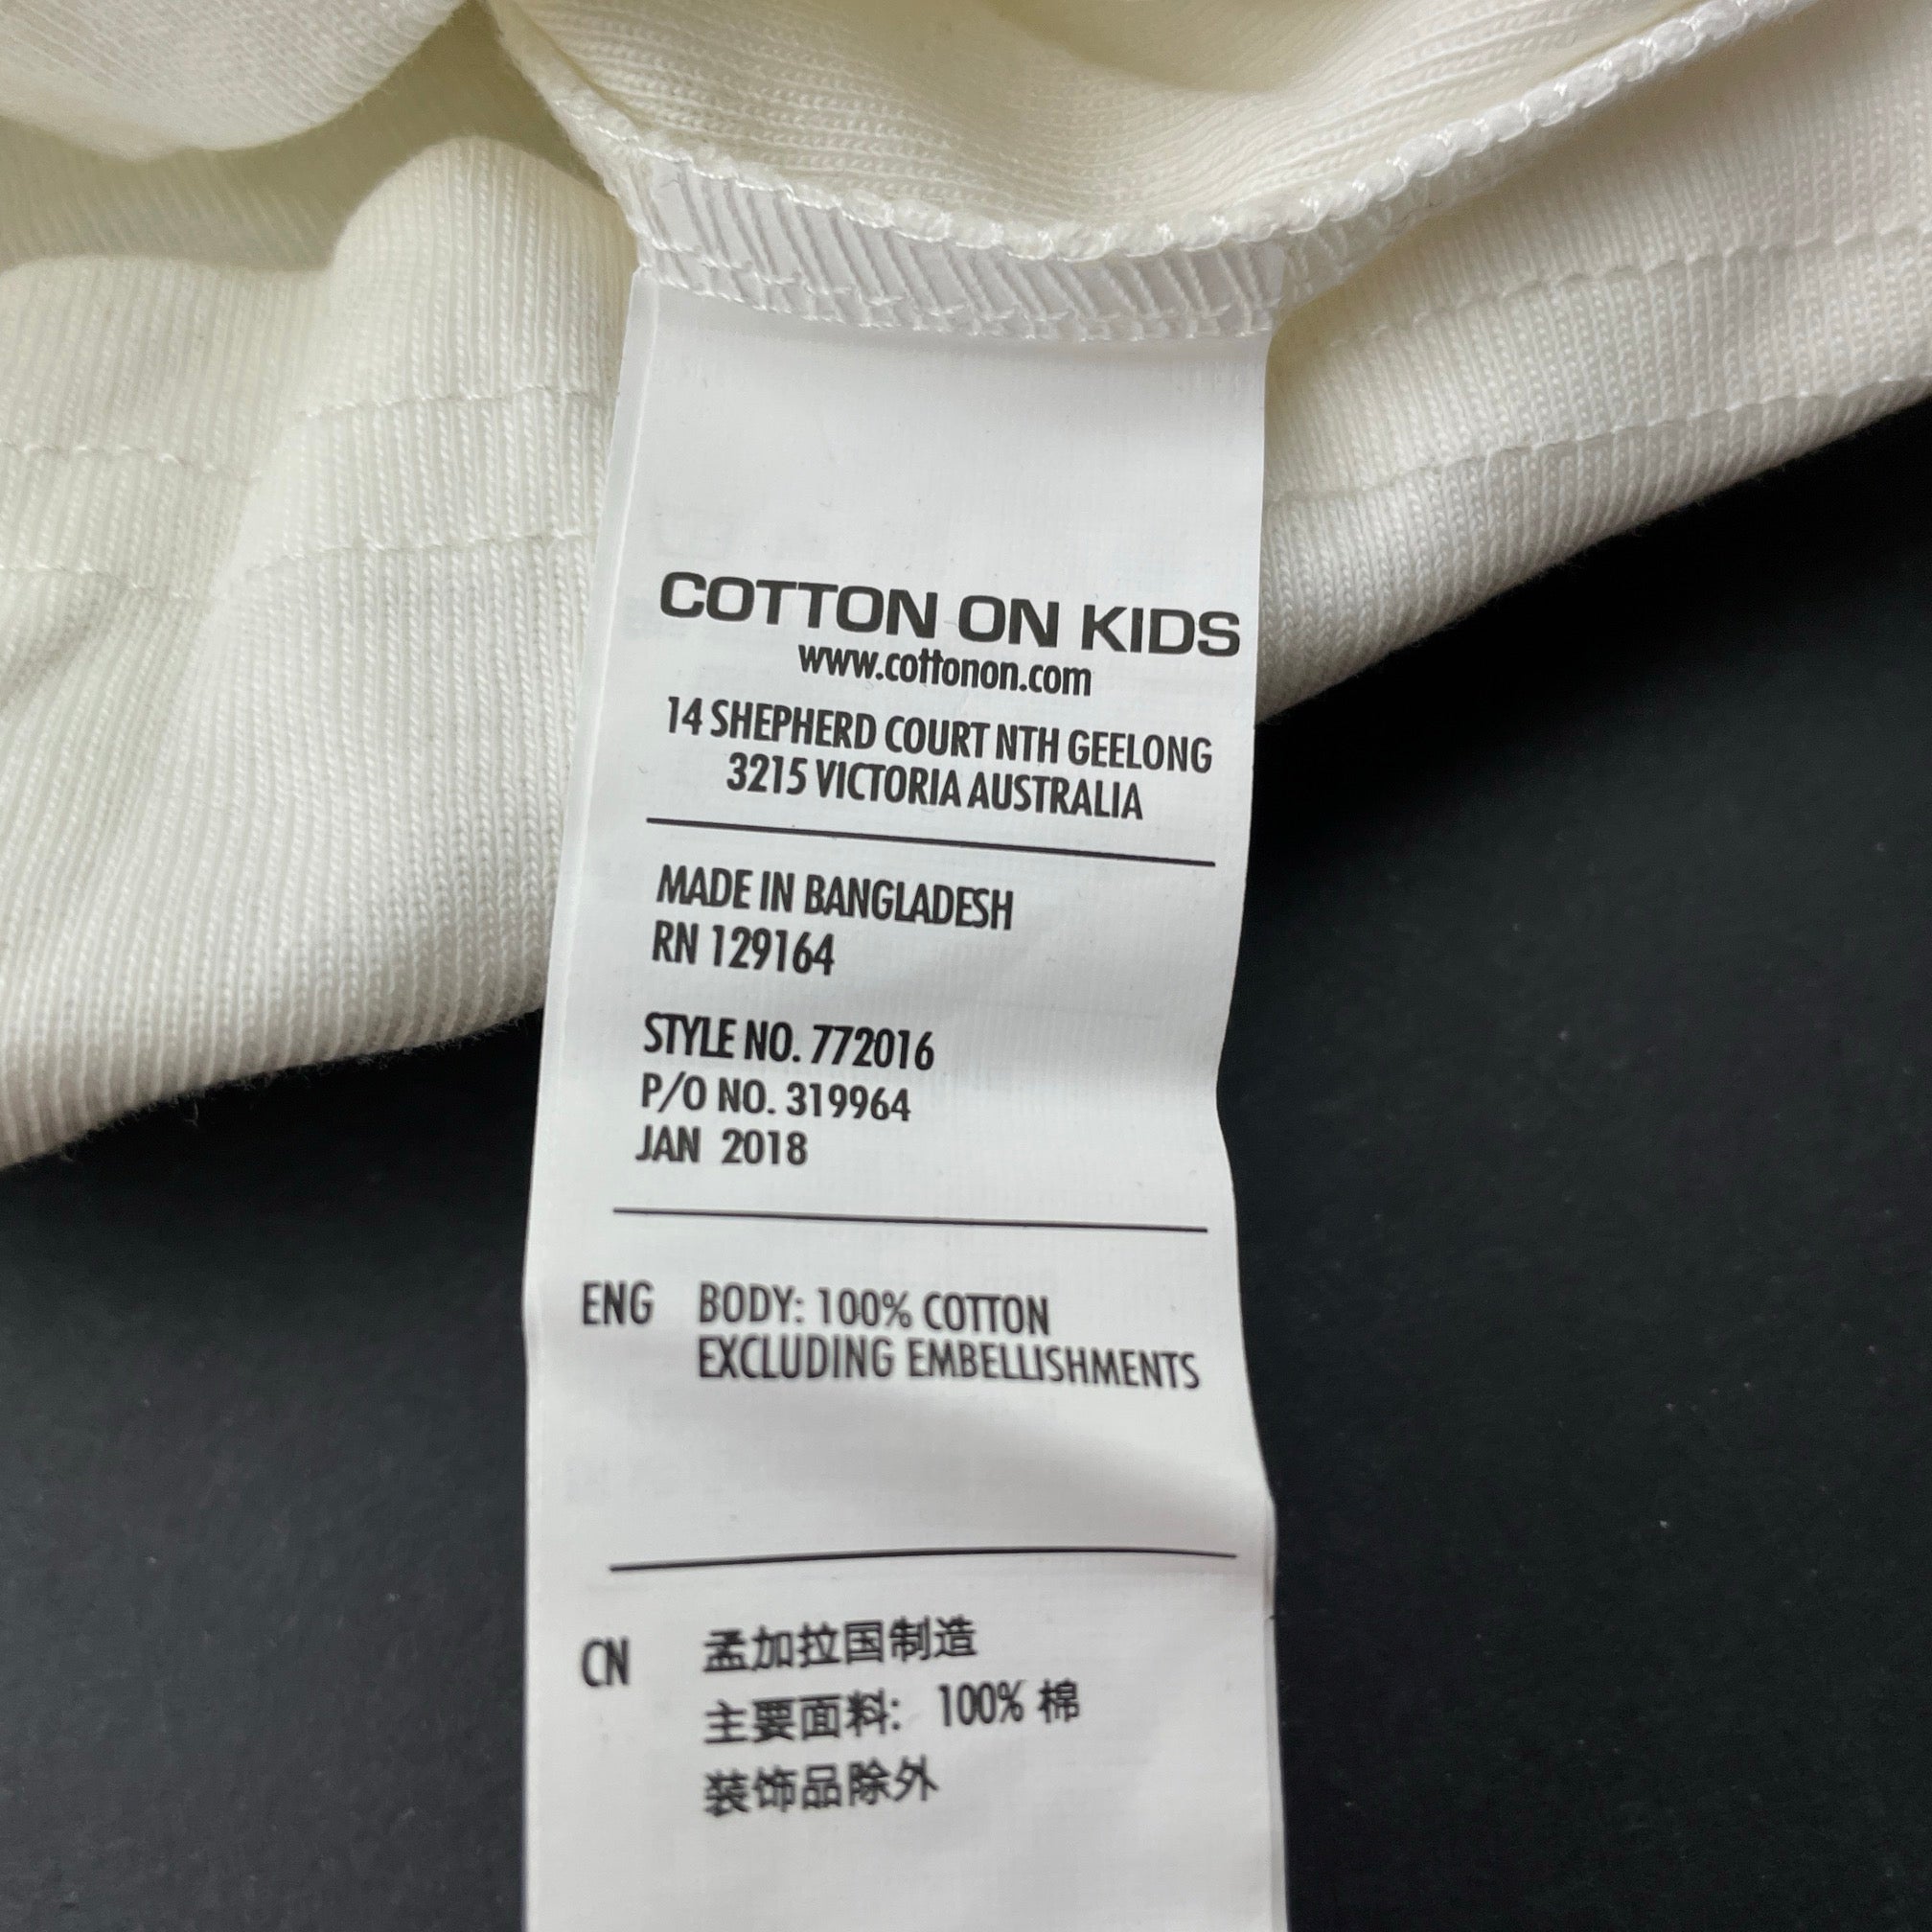 COTTON ON KIDS
www.cottonon.com
14 SHEPHERD COURT NTH GEELONG
3215 VICTORIA AUSTRALIA
MADE IN BANGLADESH
RN 129164
STYLE NO. 772016
P/O NO. 319964
JAN 2018
ENG BODY: 100% COTTON
EXCLUDING EMBELLISHMENTS
CN 孟加拉国制造
主要面料: 100% 棉
装饰品除外